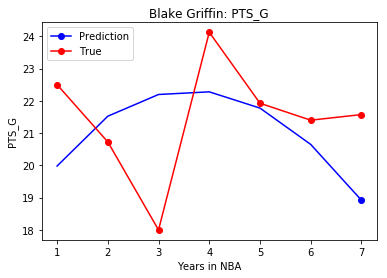 Blake Griffin: PTS_G
Prediction
True
PTS_G
24
23
22
21
20
19
18
1 2 3 4 5 6 7
Years in NBA